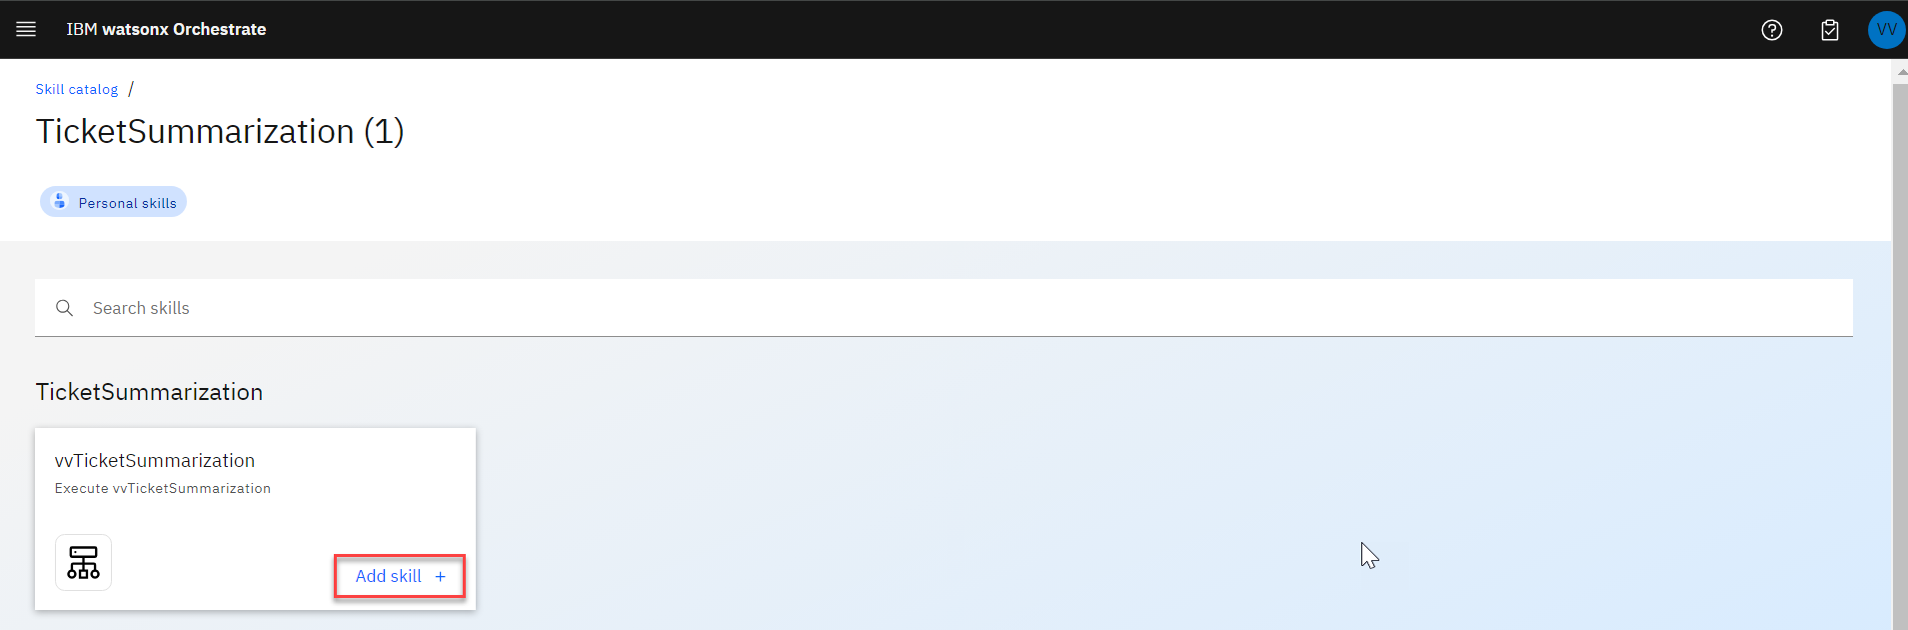 IBM watsonx Orchestrate
VV
Skill catalog /
TicketSummarization (1)
Personal skills
Search skills
TicketSummarization
vvTicketSummarization
Execute vvTicketSummarization
Add skill +